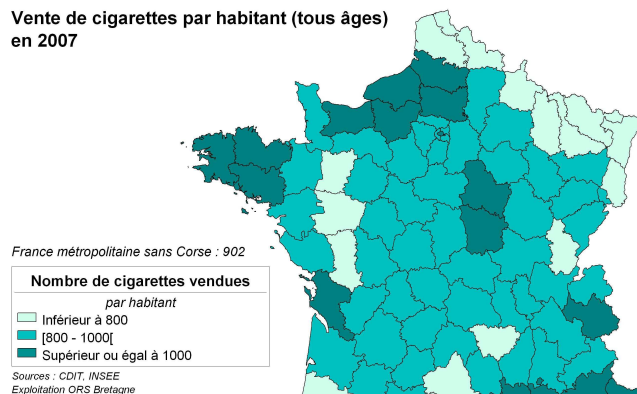 Vente de cigarettes par habitant (tous âges)
en 2007
France métropolitaine sans Corse : 902
Nombre de cigarettes vendues
par habitant
Inférieur à 800
[800 - 1000[
Supérieur ou égal à 1000
Sources : CDIT, INSEE
Exploitation ORS Bretagne